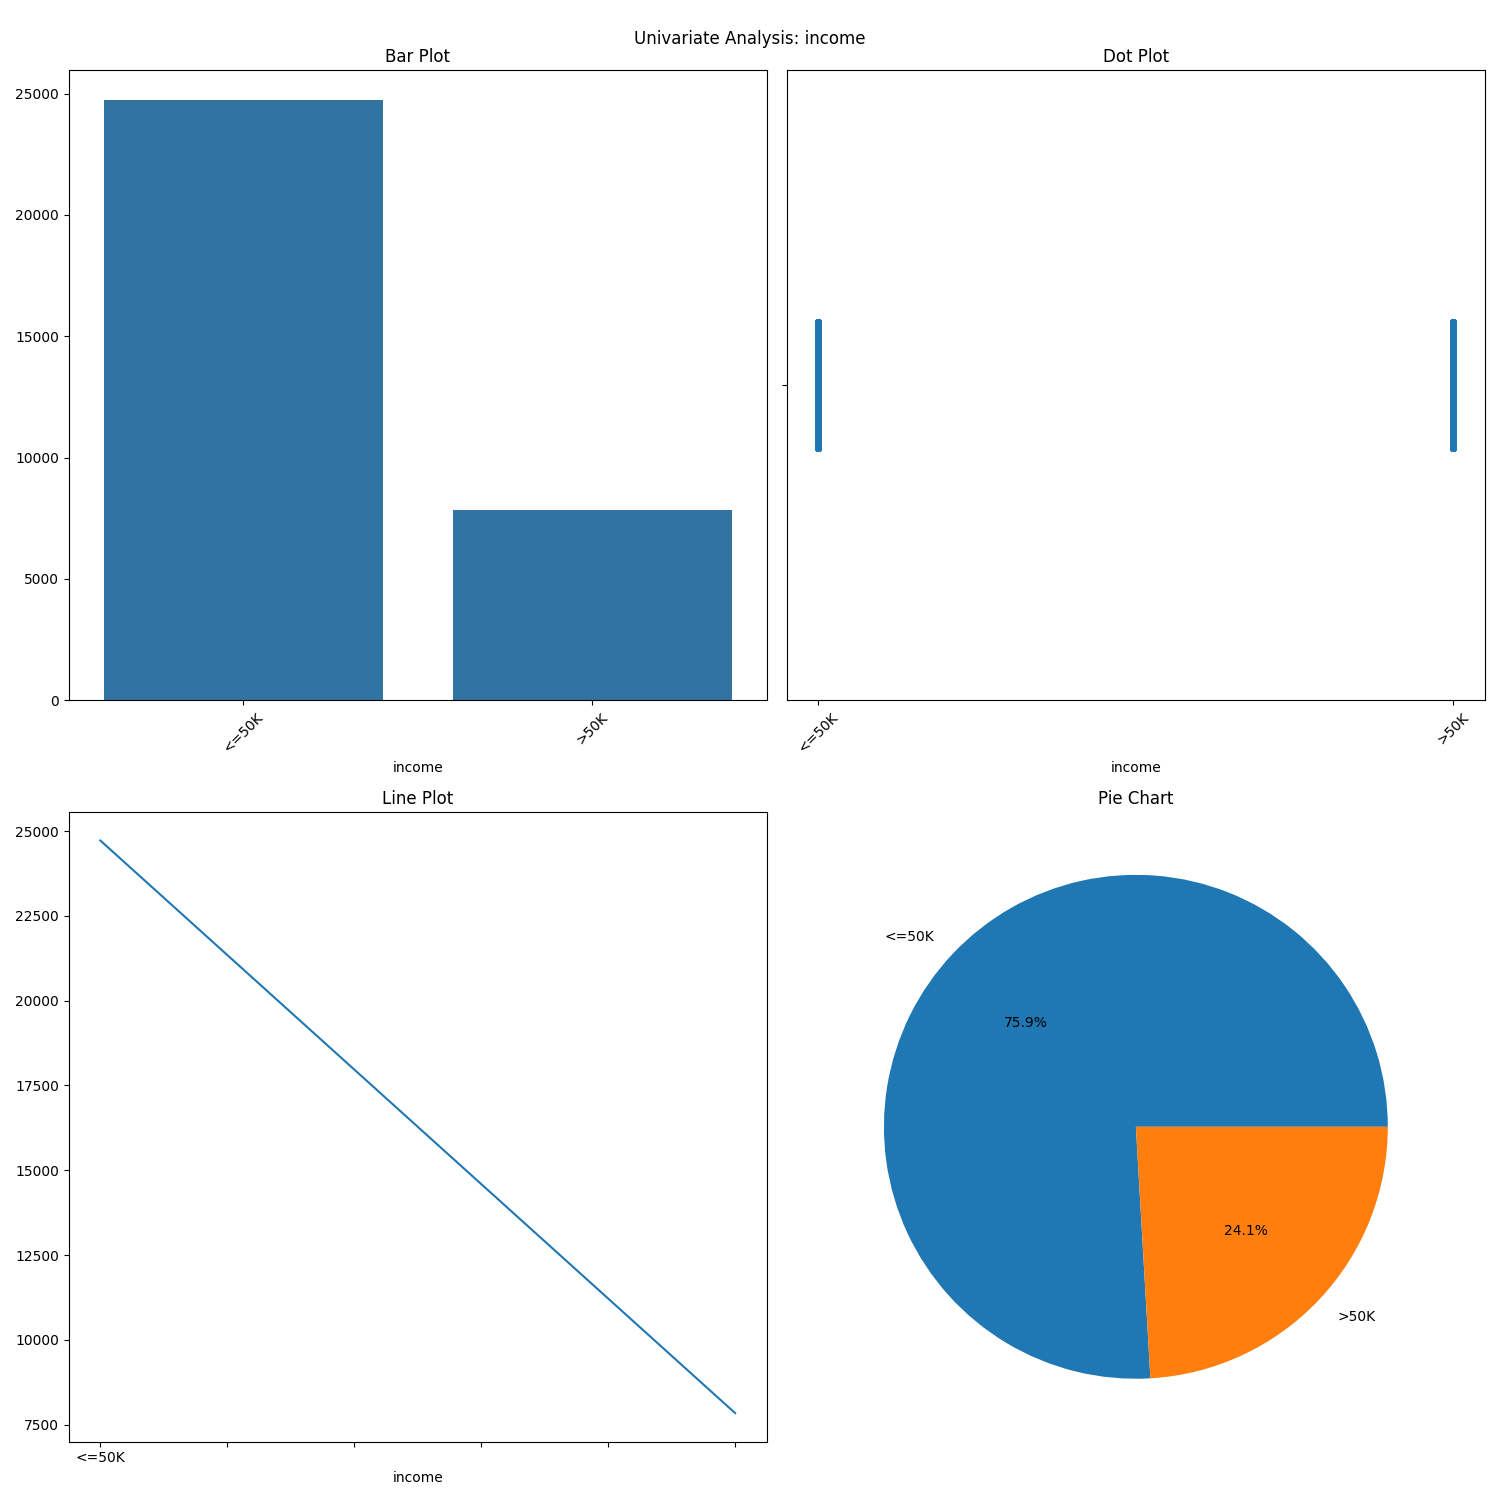 Univariate Analysis: income
Bar Plot
25000
20000
15000
10000
5000
0
<=50K
>50K
income
Dot Plot
<=50K
>50K
income
Line Plot
25000
22500
20000
17500
15000
12500
10000
7500
<=50K
income
Pie Chart
<=50K
75.9%
24.1%
>50K